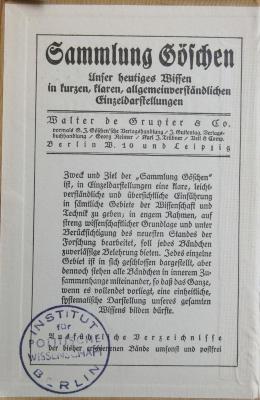 Sammlung Göschen
Unser heutiges Wissen
in kurzen, klaren, allgemeinverständlichen
Einzeldarstellungen
Walter de Gruyter & Co.
vormals G. J. Göschen'sche Verlagshandlung / J. Guttentag, Verlags-
buchhandlung / Georg Reimer / Karl J. Trübner / Veit & Comp.
Berlin W. 10 und Leipzig
Zweck und Ziel der „Sammlung Göschen“
ist, in Einzeldarstellungen eine klare, leicht-
verständliche und übersichtliche Einführung
in sämtliche Gebiete der Wissenschaft und
Technik zu geben; in engem Rahmen, auf
streng wissenschaftlicher Grundlage und unter
Berücksichtigung des neuesten Standes der
Forschung bearbeitet, soll jedes Bändchen
zuverlässige Belehrung bieten. Jedes einzelne
Gebiet ist in sich geschlossen dargestellt, aber
dennoch stehen alle Bändchen in innerem Zu-
sammenhange miteinander, so daß das Ganze,
wenn es vollendet vorliegt, eine einheitliche,
systematische Darstellung unseres gesamten
Wissens bilden dürfte.
Ausführliche Verzeichnisse
der bisher erschienenen Bände umsonst und postfrei
INSTITUT
für
WISSENSCHAFT
BERLIN